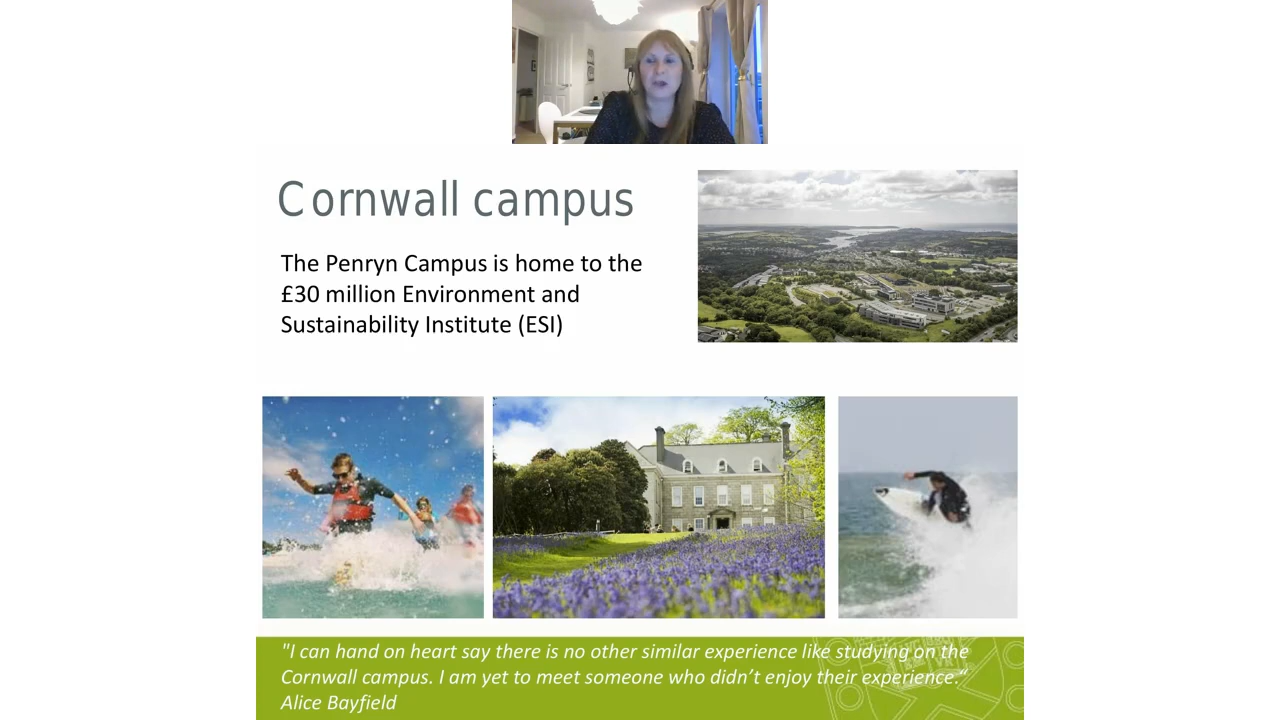 Cornwall campus
The Penryn Campus is home to the
£30 million Environment and
Sustainability Institute (ESI)
"I can hand on heart say there is no other similar experience like studying on the
Cornwall campus. I am yet to meet someone who didn’t enjoy their experience.“
Alice Bayfield